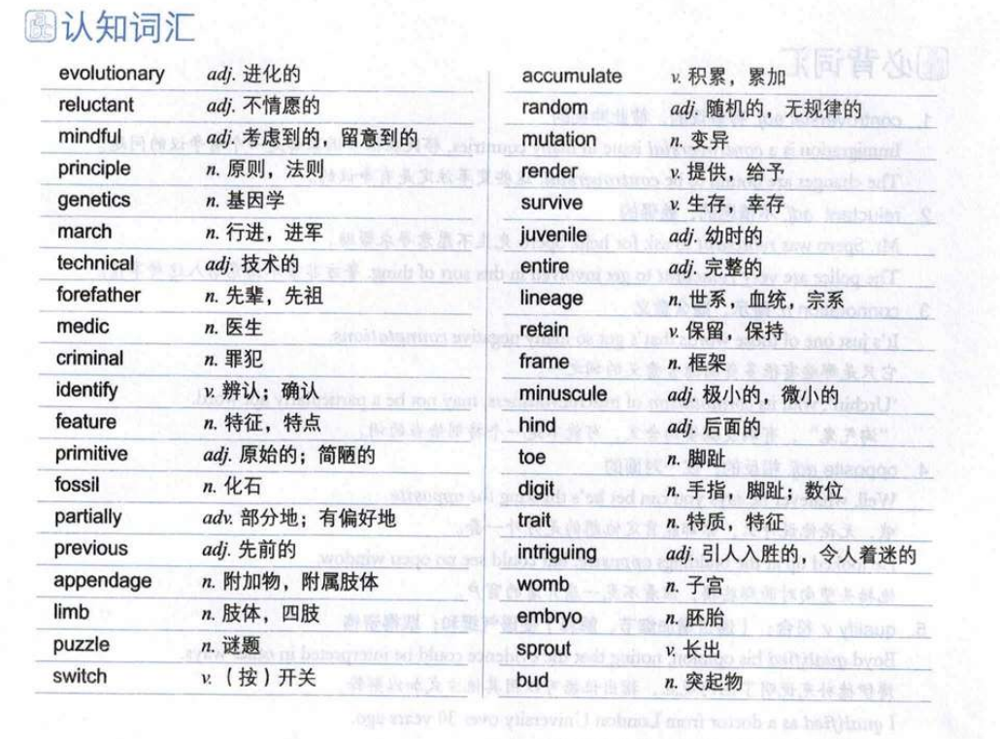 认知词汇
evolutionary adj. 进化的
reluctant adj. 不情愿的
mindful adj. 考虑到的，留意到的
principle n. 原则，法则
genetics n. 基因学
march n. 行进，进军
technical adj. 技术的
forefather n. 先辈，先祖
medic n. 医生
criminal n. 罪犯
identify v. 辨认；确认
feature n. 特征，特点
primitive adj. 原始的；简陋的
fossil n. 化石
partially adv. 部分地；有偏好地
previous adj. 先前的
appendage n. 附加物，附属肢体
limb n. 肢体，四肢
puzzle n. 谜题
switch v.（按）开关
accumulate v. 积累，累加
random adj. 随机的，无规律的
mutation n. 变异
render v. 提供，给予
survive v. 生存，幸存
juvenile adj. 幼时的
entire adj. 完整的
lineage n. 世系，血统，宗系
retain v. 保留，保持
frame n. 框架
minuscule adj. 极小的，微小的
hind adj. 后面的
toe n. 脚趾
digit n. 手指，脚趾；数位
trait n. 特质，特征
intriguing adj. 引人入胜的，令人着迷的
womb n. 子宫
embryo n. 胚胎
sprout v. 长出
bud n. 突起物